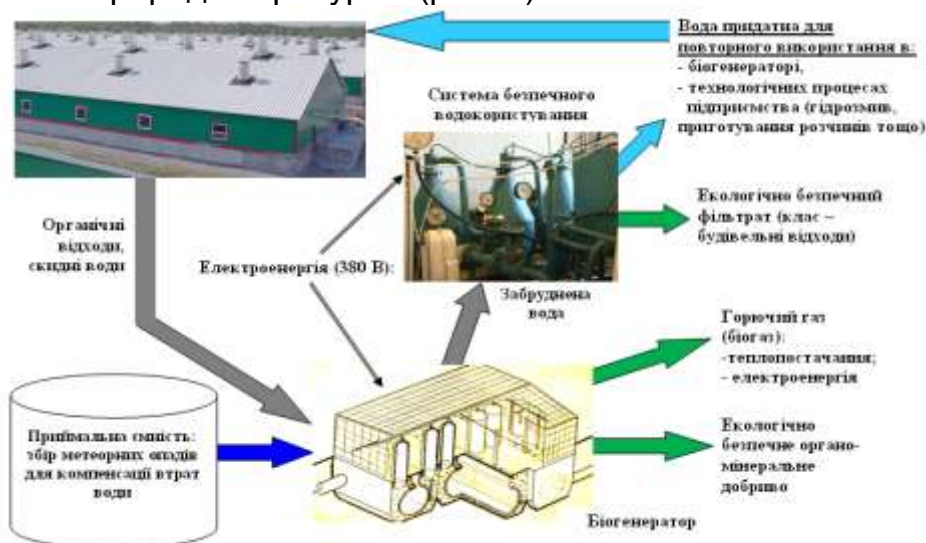 Вода придатна для
повторного використання в:
- біогенераторі,
- технологічних процесах
підприємства (гідрозмив,
приготування розчинів тощо)
Система безпечного
водокористування
Екологічно безпечний
фільтрат (клас –
будівельні відходи)
Органічні
відходи,
скидні води
Електроенергія (380 В):
Забруднена
вода
Горючий газ
(біогаз):
-теплопостачання;
- електроенергія
Приймальна ємність:
збір метеорних опадів
для компенсації втрат
води
Екологічно
безпечне органо-
мінеральне
добриво
Біогенератор